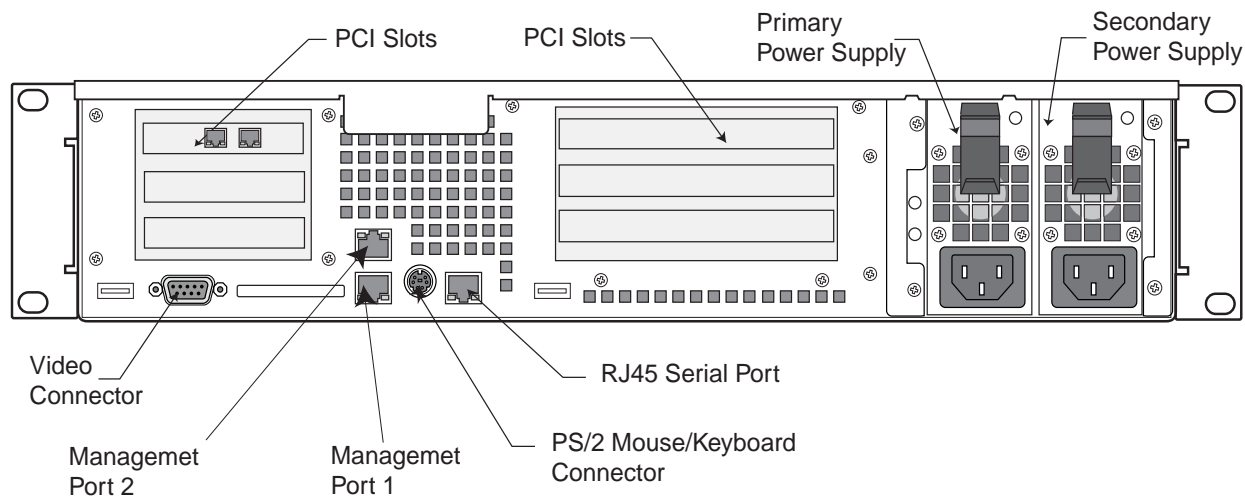 PCI Slots
PCI Slots
Primary
Power Supply
Secondary
Power Supply
Video
Connector
Managemet
Port 2
Managemet
Port 1
PS/2 Mouse/Keyboard
Connector
RJ45 Serial Port